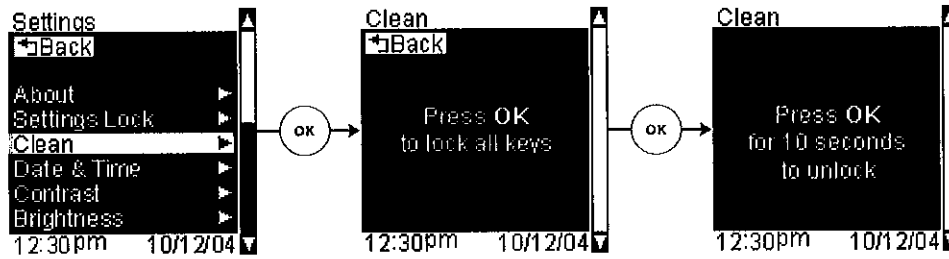 Settings
Back
About
Settings Lock
Clean
Date & Time
Contrast
Brightness
12:30pm 10/12/04
OK
Clean
Back
Press OK
to lock all keys
12:30pm 10/12/04
OK
Clean
Press OK
for 10 seconds
to unlock
12:30pm 10/12/04